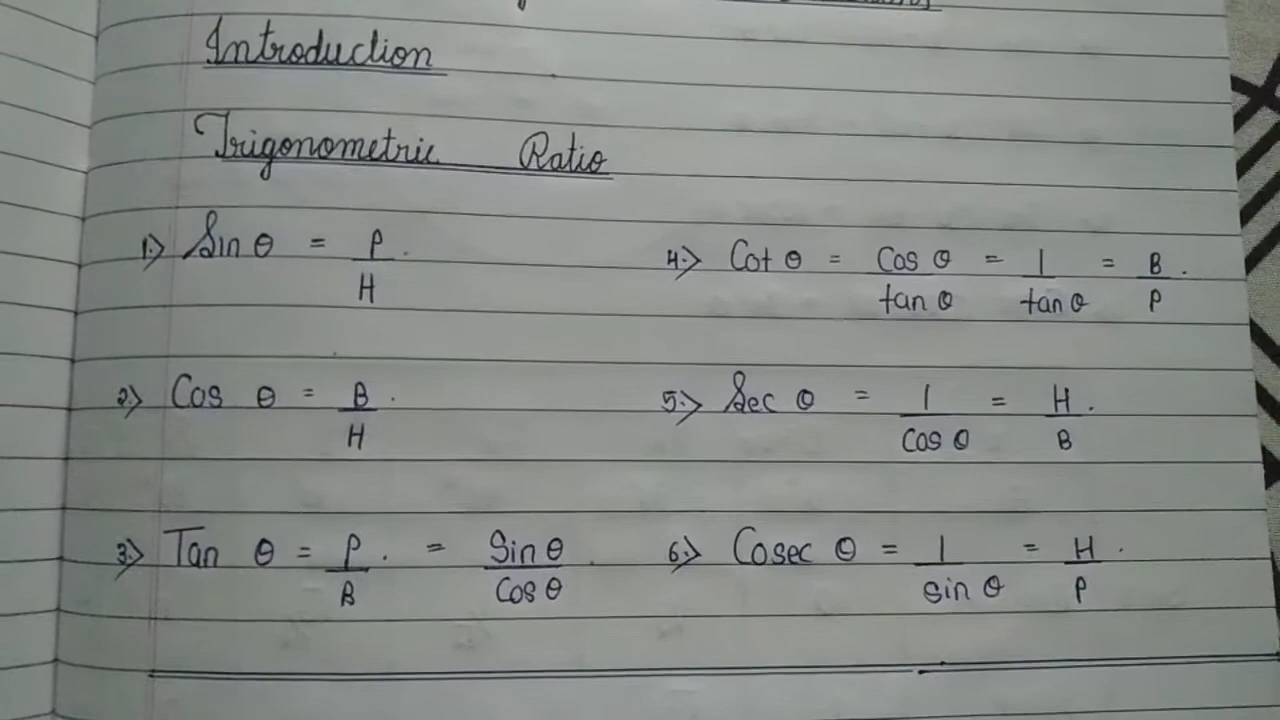 Introduction
Trigonometric Ratio
1.> Sin θ = P/H.
2.> Cos θ = B/H.
3.> Tan θ = P/B. = Sin θ/Cos θ.
4.> Cot θ = Cos θ/tan θ = 1/tan θ = B/P.
5.> Sec θ = 1/Cos θ = H/B.
6.> Cosec θ = 1/sin θ = H/P.